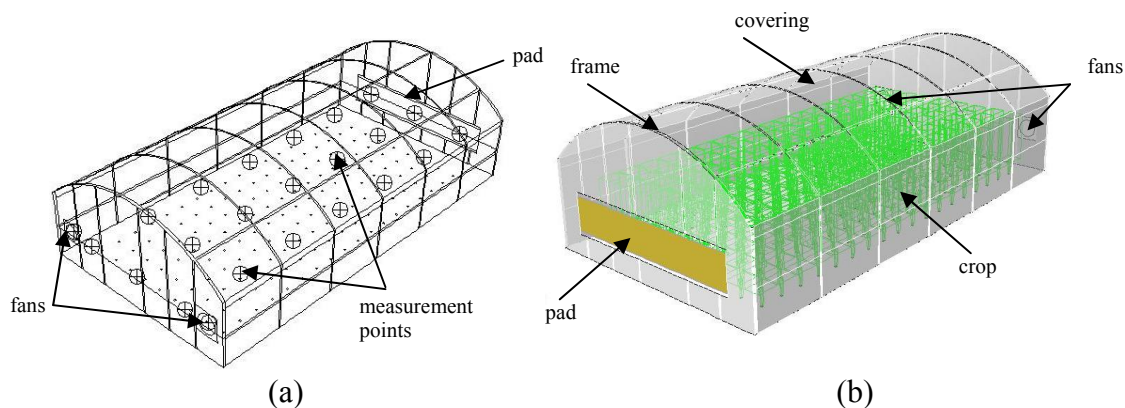 pad
fans
measurement
points
(a)
covering
frame
fans
pad
crop
(b)